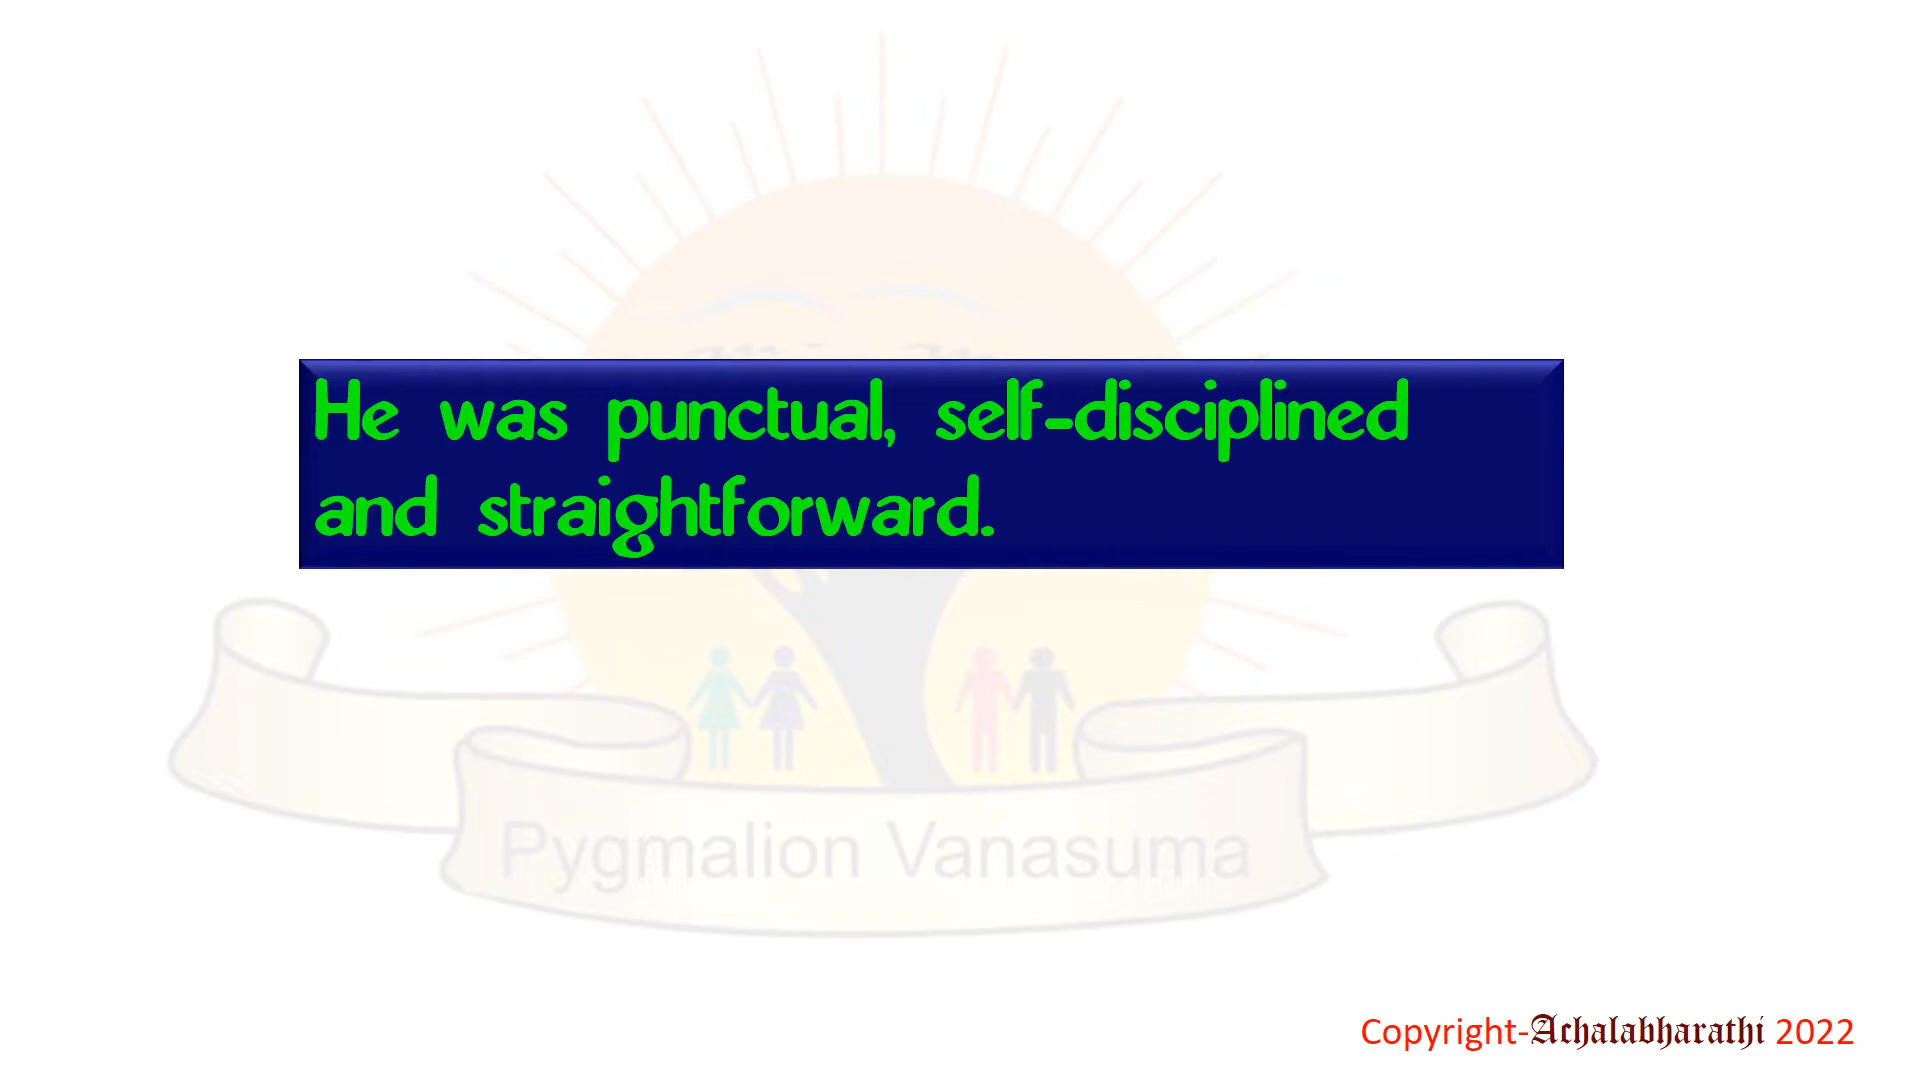 He was punctual, self-disciplined
and straightforward.
Pygmalion Vanasuma
Copyright-Achalabharathi 2022